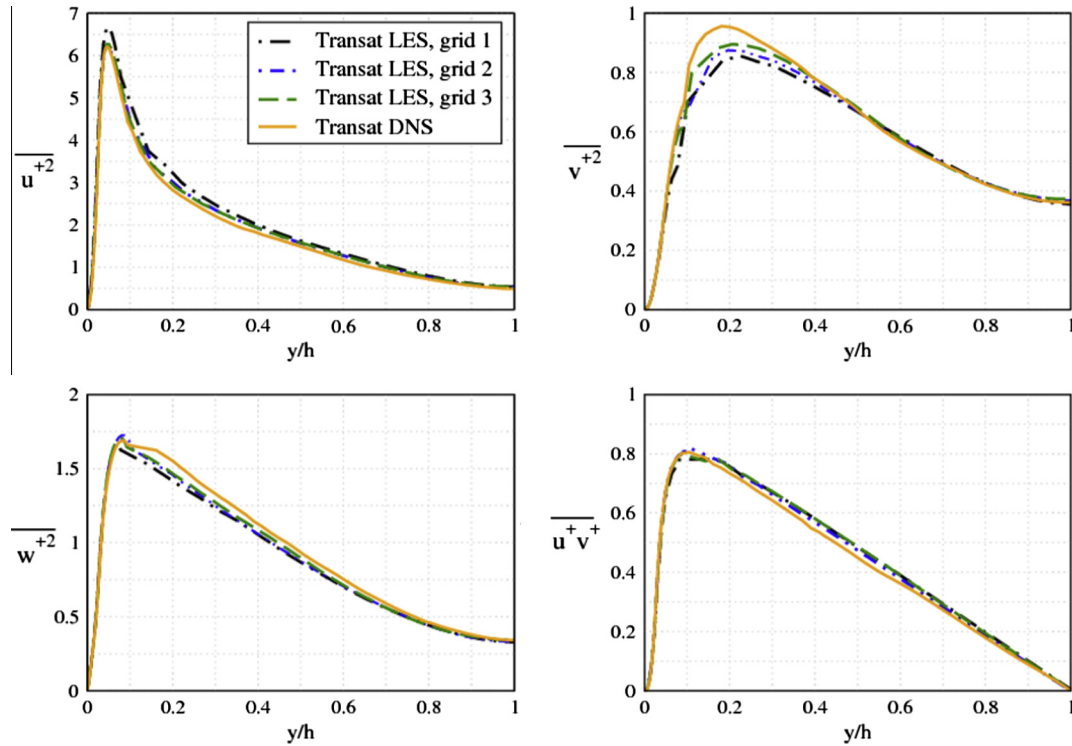 7
6
5
4
3
2
1
0
u+2
Transat LES, grid 1
Transat LES, grid 2
Transat LES, grid 3
Transat DNS
0 0.2 0.4 0.6 0.8 1
y/h
1
0.8
0.6
0.4
0.2
0
v+2
0 0.2 0.4 0.6 0.8 1
y/h
2
1.5
1
0.5
0
w+2
0 0.2 0.4 0.6 0.8 1
y/h
1
0.8
0.6
0.4
0.2
0
u+v+
0 0.2 0.4 0.6 0.8 1
y/h